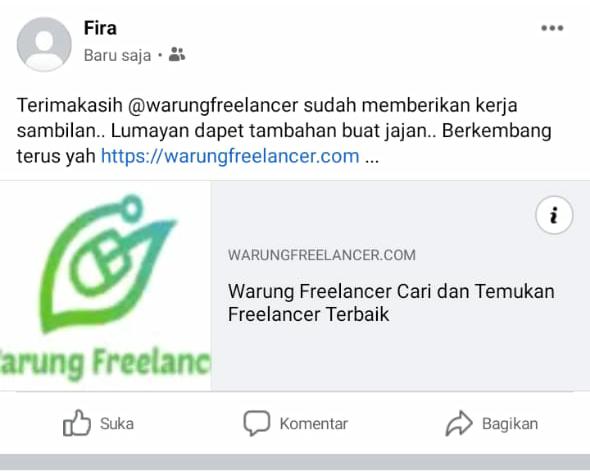 Fira
Baru saja ·
Terimakasih @warungfreelancer sudah memberikan kerja
sambilan.. Lumayan dapet tambahan buat jajan.. Berkembang
terus yah https://warungfreelancer.com ...
arung Freelanc
i
WARUNGFREELANCER.COM
Warung Freelancer Cari dan Temukan
Freelancer Terbaik
Suka
Komentar
Bagikan